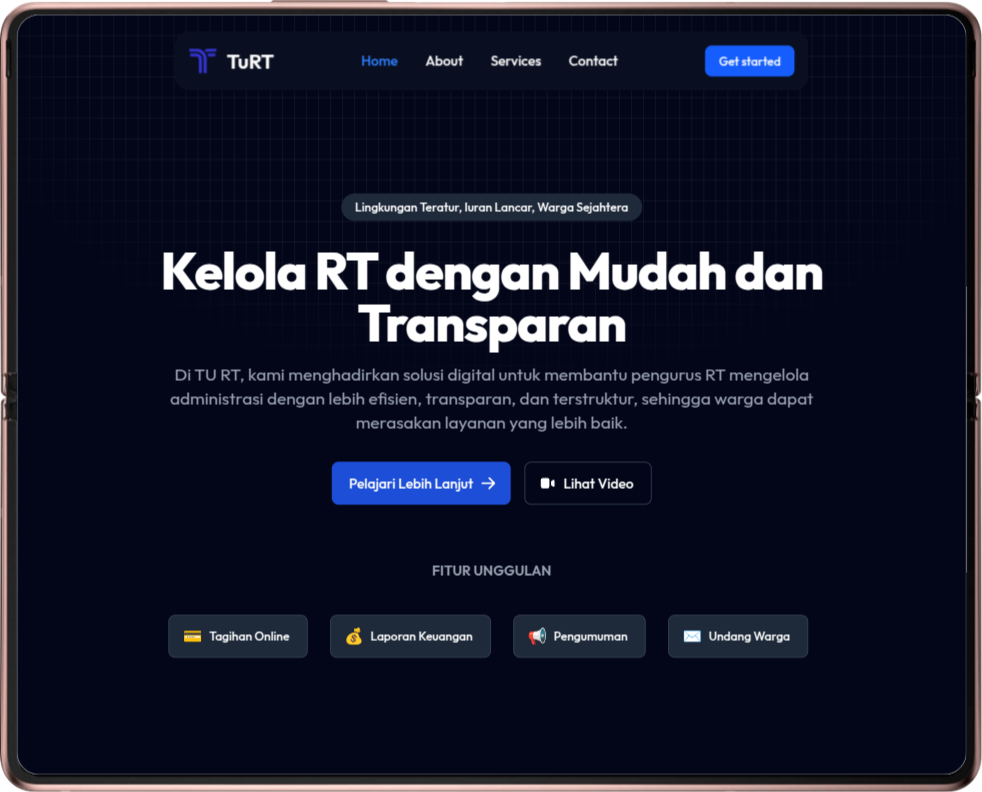 TuRT
Home
About
Services
Contact
Get started
Lingkungan Teratur, Iuran Lancar, Warga Sejahtera
Kelola RT dengan Mudah dan
Transparan
Di TU RT, kami menghadirkan solusi digital untuk membantu pengurus RT mengelola
administrasi dengan lebih efisien, transparan, dan terstruktur, sehingga warga dapat
merasakan layanan yang lebih baik.
Pelajari Lebih Lanjut →
Lihat Video
FITUR UNGGULAN
Tagihan Online
Laporan Keuangan
Pengumuman
Undang Warga